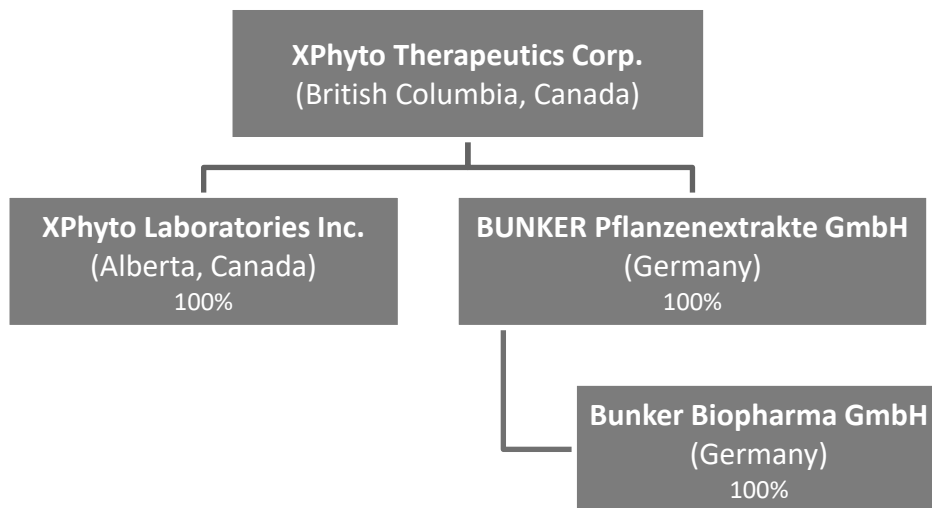 XPhyto Therapeutics Corp.
(British Columbia, Canada)
XPhyto Laboratories Inc.
(Alberta, Canada)
100%
BUNKER Pflanzenextrakte GmbH
(Germany)
100%
Bunker Biopharma GmbH
(Germany)
100%